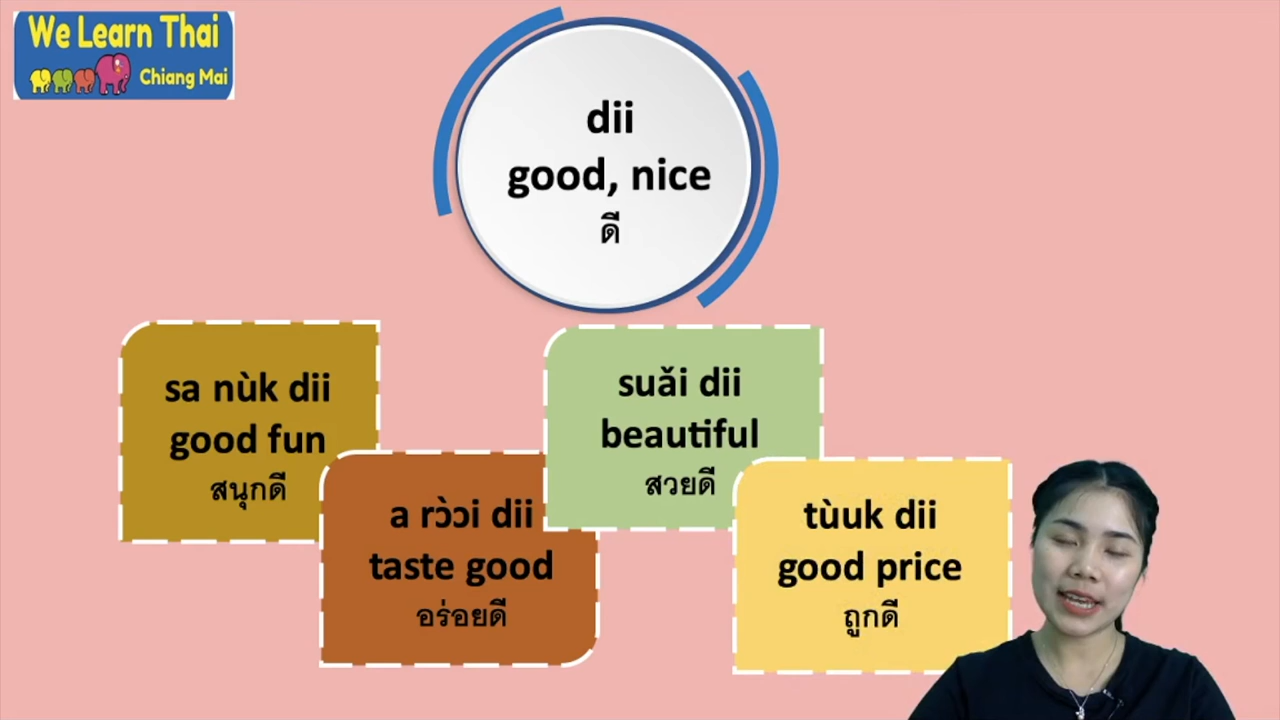 We Learn Thai
Chiang Mai
dii
good, nice
ดี
sa nùk dii
good fun
สนุกดี
a rɔ̀ɔi dii
taste good
อร่อยดี
suǎi dii
beautiful
สวยดี
tùuk dii
good price
ถูกดี